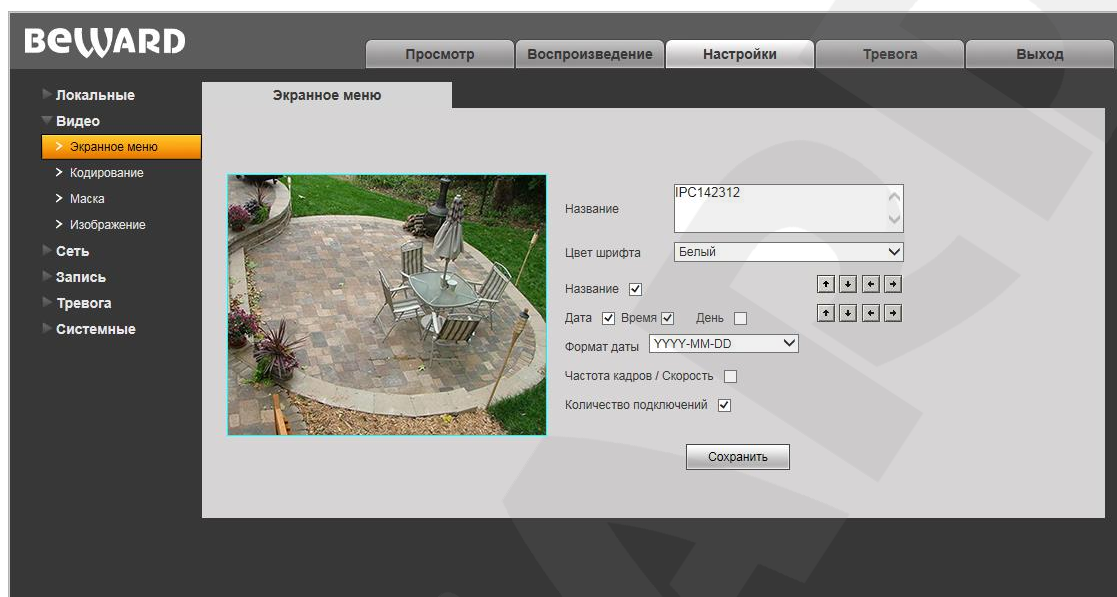 BEWARD
Просмотр Воспроизведение Настройки Тревога Выход
Локальные
Видео
Экранное меню
Кодирование
Маска
Изображение
Сеть
Запись
Тревога
Системные
Экранное меню
Название IPC142312
Цвет шрифта Белый
Название
Дата Время День
Формат даты YYYY-MM-DD
Частота кадров / Скорость
Количество подключений
Сохранить